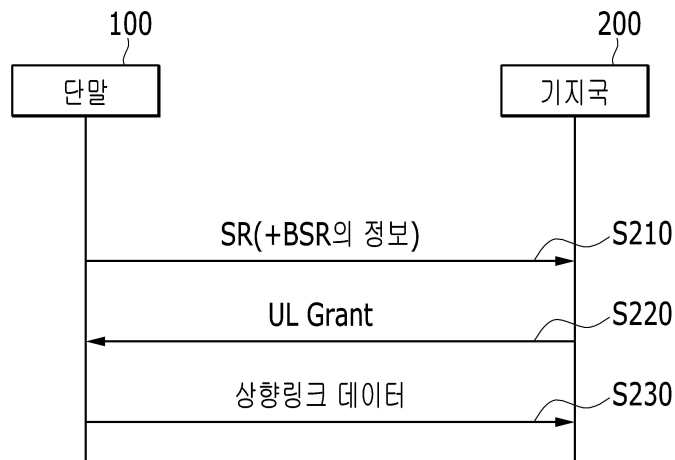 100
200
단말
기지국
SR(+BSR의 정보)
S210
UL Grant
S220
상향링크 데이터
S230